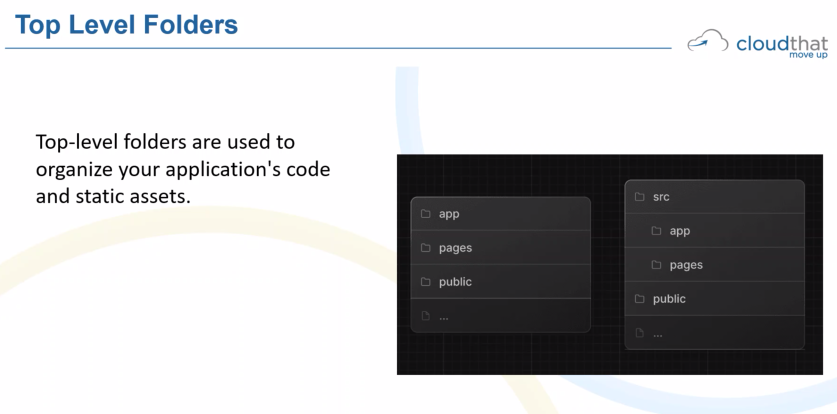 Top Level Folders
cloudthat
move up
Top-level folders are used to
organize your application's code
and static assets.
app
pages
public
...
src
app
pages
public
...